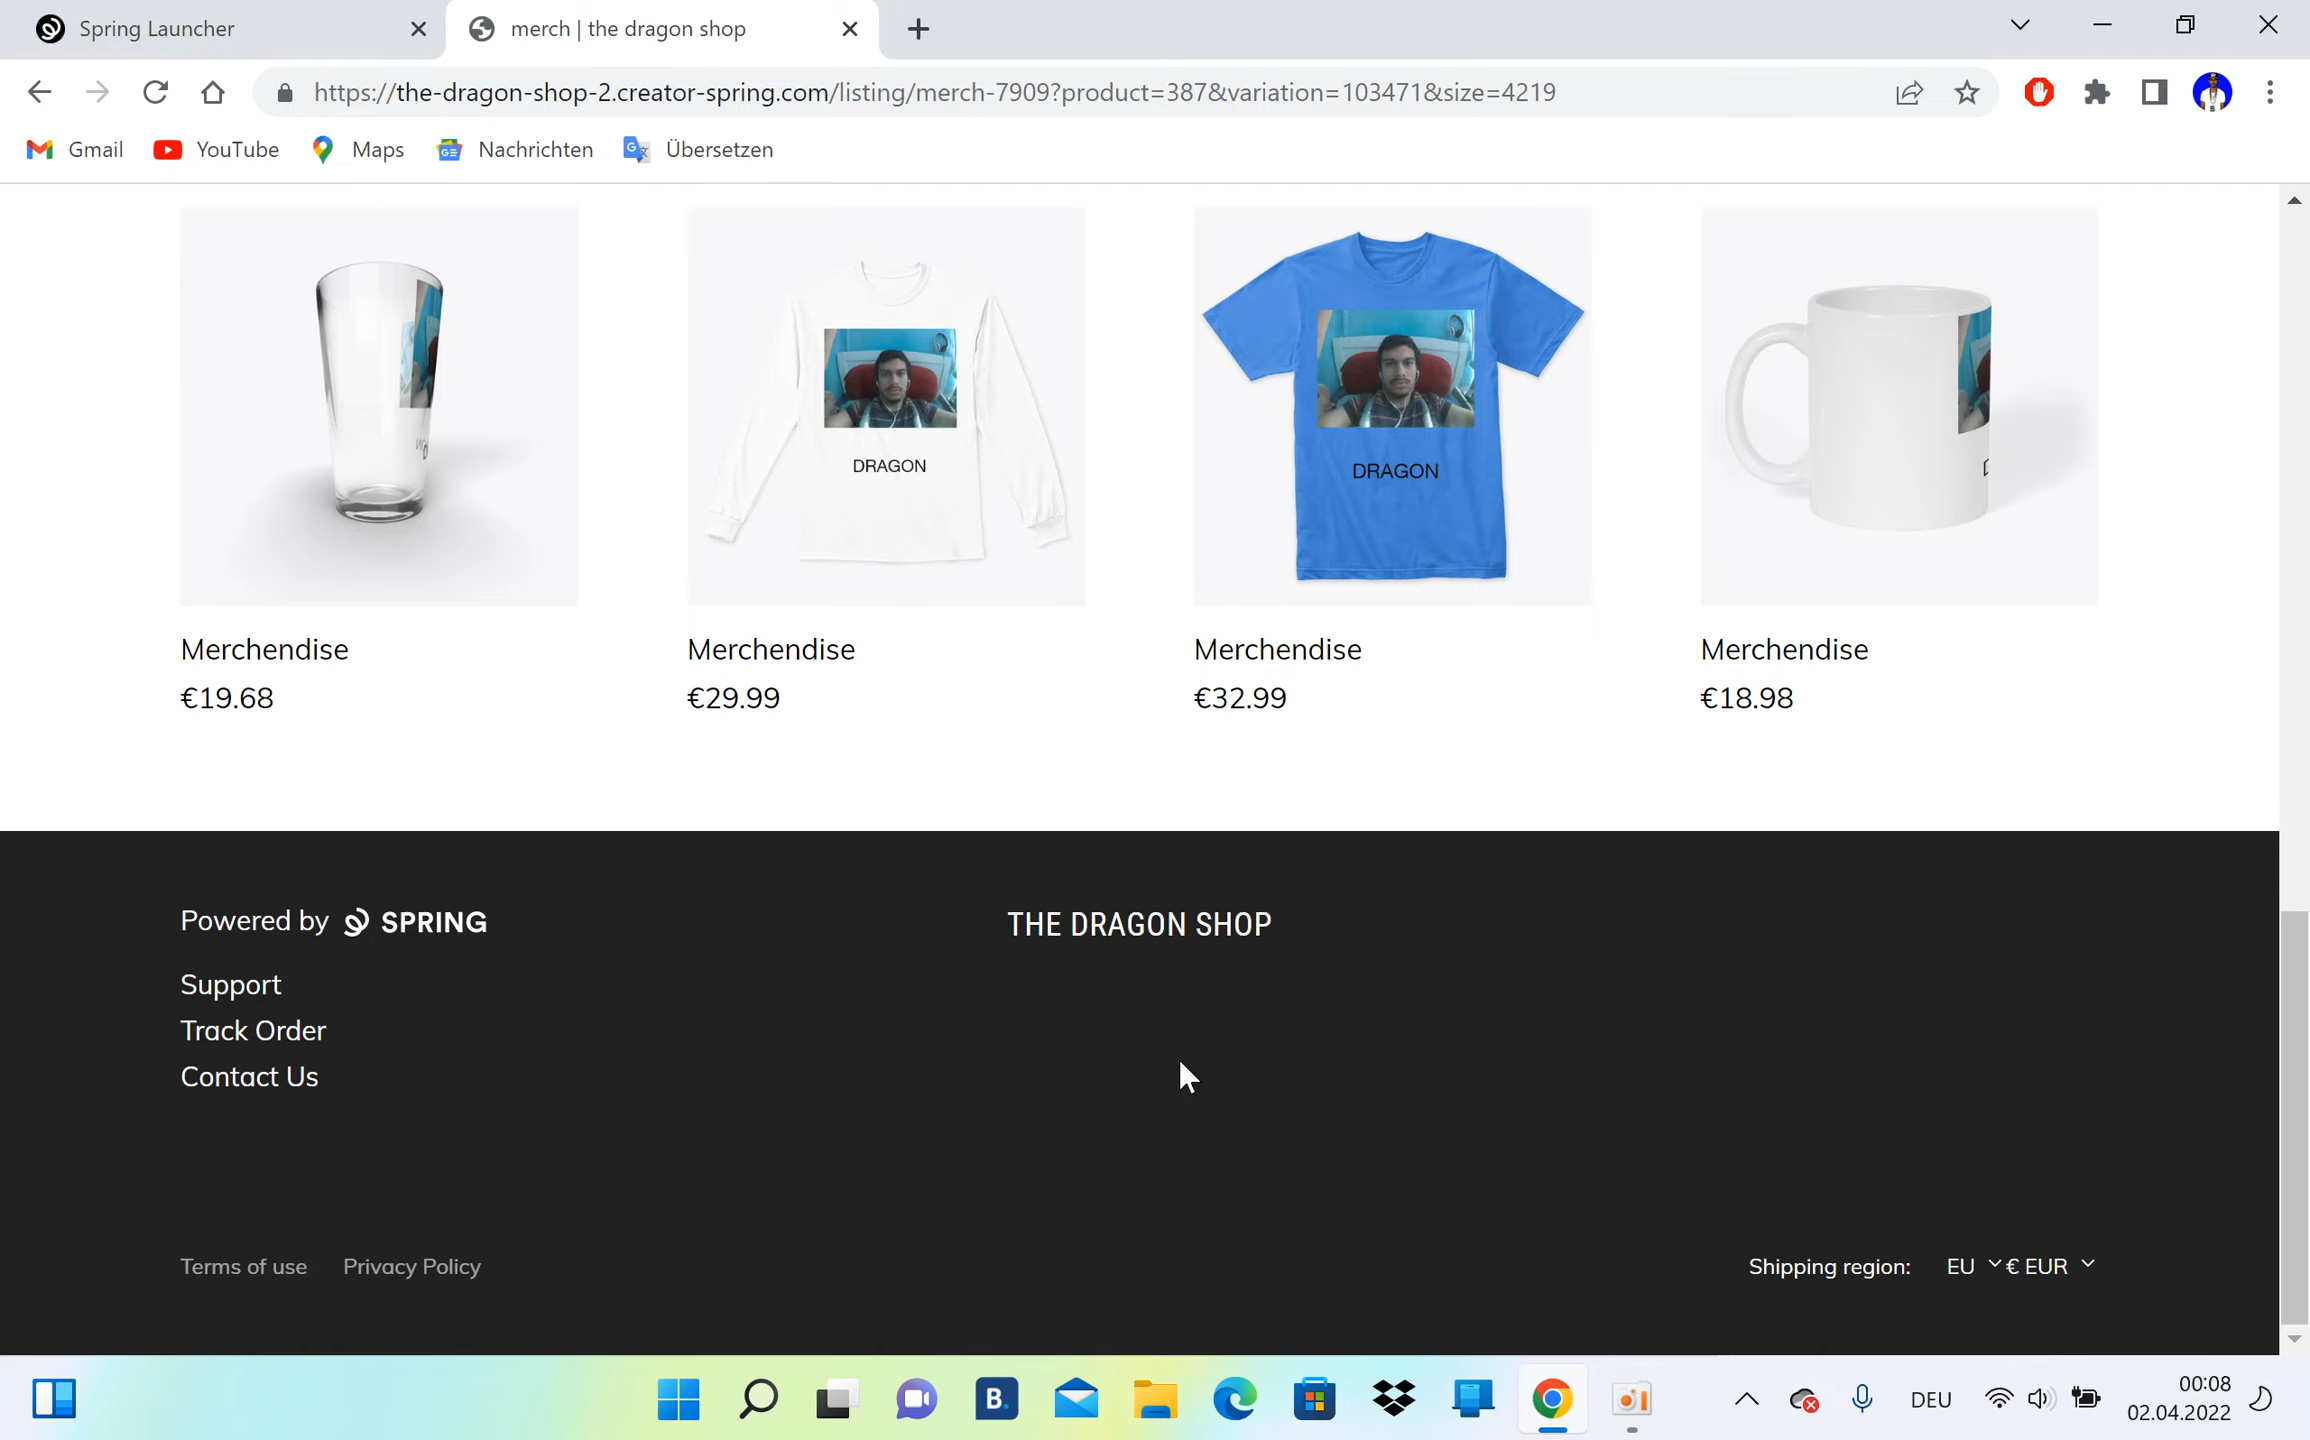 Spring Launcher
merch | the dragon shop
https://the-dragon-shop-2.creator-spring.com/listing/merch-7909?product=387&variation=103471&size=4219
Gmail
YouTube
Maps
Nachrichten
Übersetzen
DRAGON
DRAGON
Merchendise
€19.68
Merchendise
€29.99
Merchendise
€32.99
Merchendise
€18.98
Powered by SPRING
THE DRAGON SHOP
Support
Track Order
Contact Us
Terms of use
Privacy Policy
Shipping region:
EU
€ EUR
B.
DEU
00:08
02.04.2022